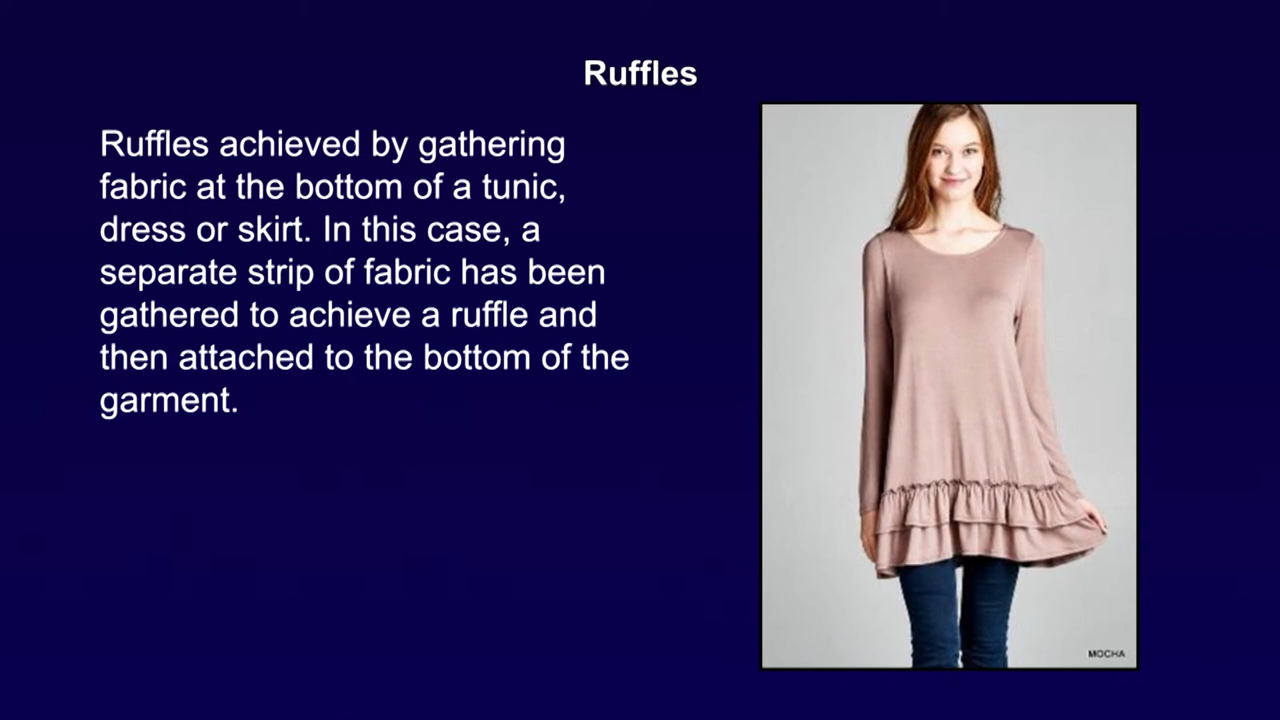 Ruffles
Ruffles achieved by gathering
fabric at the bottom of a tunic,
dress or skirt. In this case, a
separate strip of fabric has been
gathered to achieve a ruffle and
then attached to the bottom of the
garment.
MOCHA